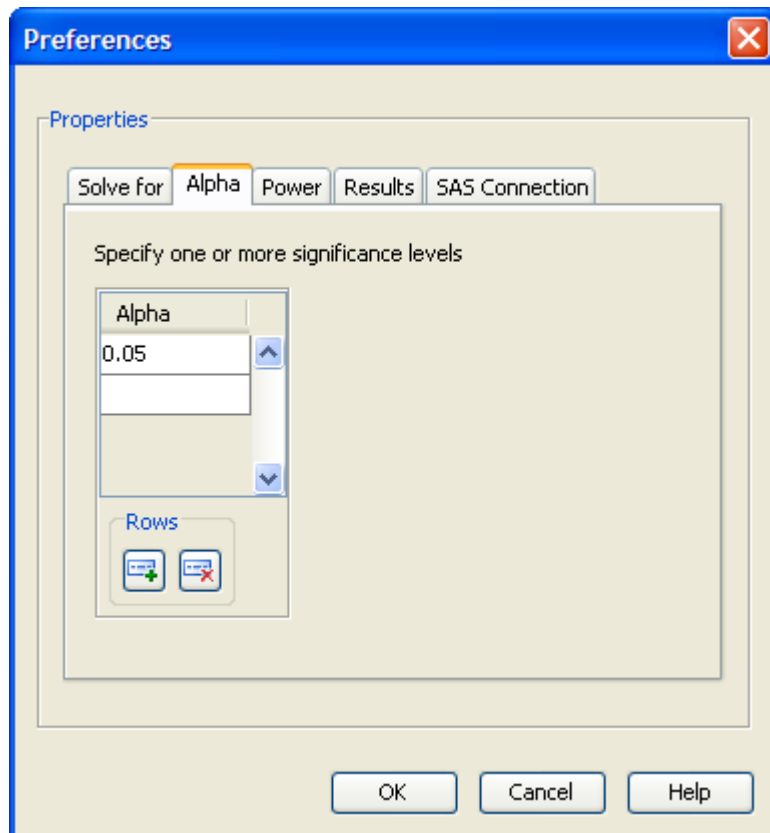 Preferences
Properties
Solve for Alpha Power Results SAS Connection
Specify one or more significance levels
Alpha
0.05
Rows
OK Cancel Help